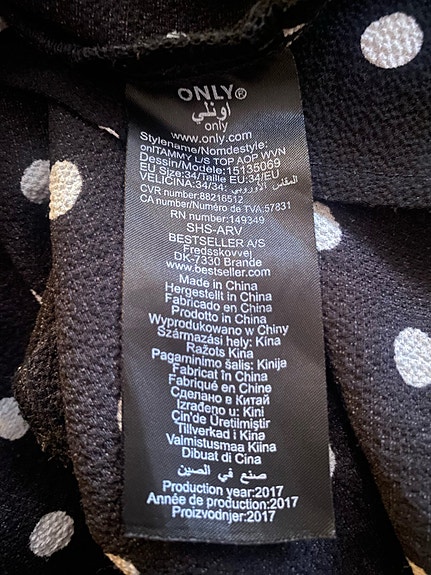 ONLY®
اونلي
only
www.only.com
Stylename/Nomdestyle:
onlTAMMY L/S TOP AOP WVN
Dessin/Modèle: 15135069
EU Size:34/Taille EU:34/EU
VELICINA:34/34: المقاس الأوروبي
CVR number:88216512
CA number/Numéro de TVA:57831
RN number:149349
SHS-ARV
BESTSELLER A/S
Fredsskovvej
DK-7330 Brande
www.bestseller.com
Made in China
Hergestellt in China
Fabricado en China
Prodotto in China
Wyprodukowano w Chiny
Származási hely: Kína
Ražots Kina
Pagaminimo šalis: Kinija
Fabricat în China
Fabriqué en Chine
Сделано в Китай
Izrađeno u: Kini
Çin'de Üretilmiştir
Tillverkad i Kina
Valmistusmaa Kiina
Dibuat di Cina
صنع في الصين
Production year:2017
Année de production:2017
Proizvodnjer:2017